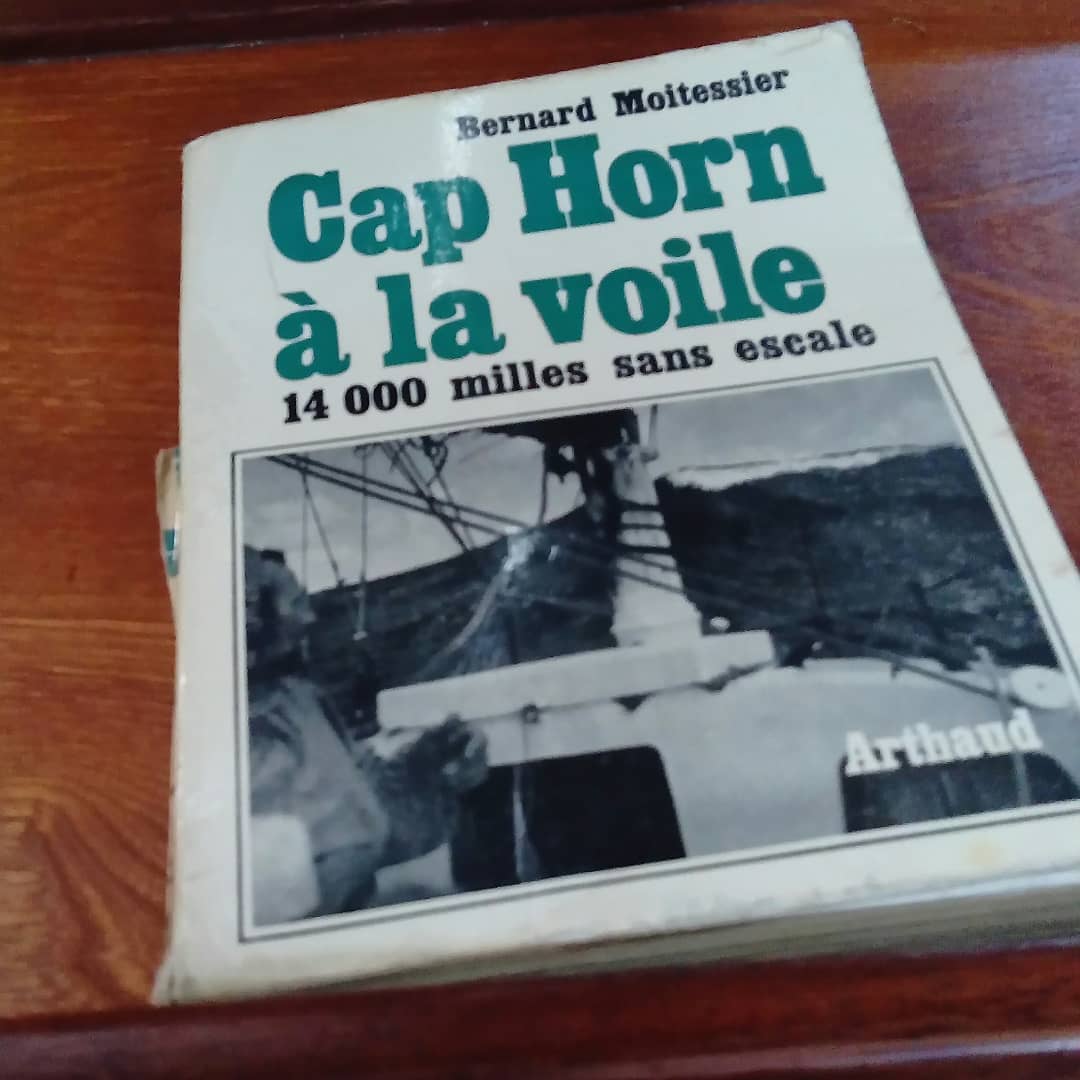 Bernard Moitessier
Cap Horn
à la voile
14 000 milles sans escale
Arthaud